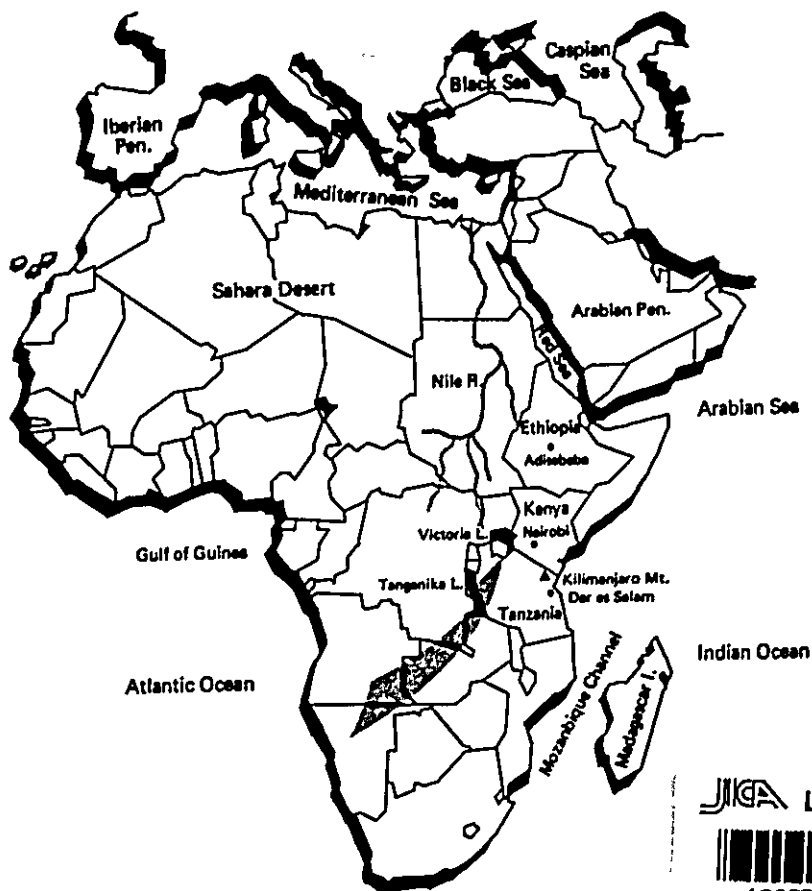 Caspian
Sea
Black Sea
Iberian
Pen.
Mediterranean Sea
Sahara Desert
Arabian Pen.
Red Sea
Nile R.
Arabian Sea
Ethiopia
Adisababa
Kenya
Victoria L.
Nairobi
Gulf of Guinea
Tanganika L.
Kilimanjaro Mt.
Dar es Salam
Tanzania
Indian Ocean
Atlantic Ocean
Mozanbique Channel
Madagascar I.
JICA